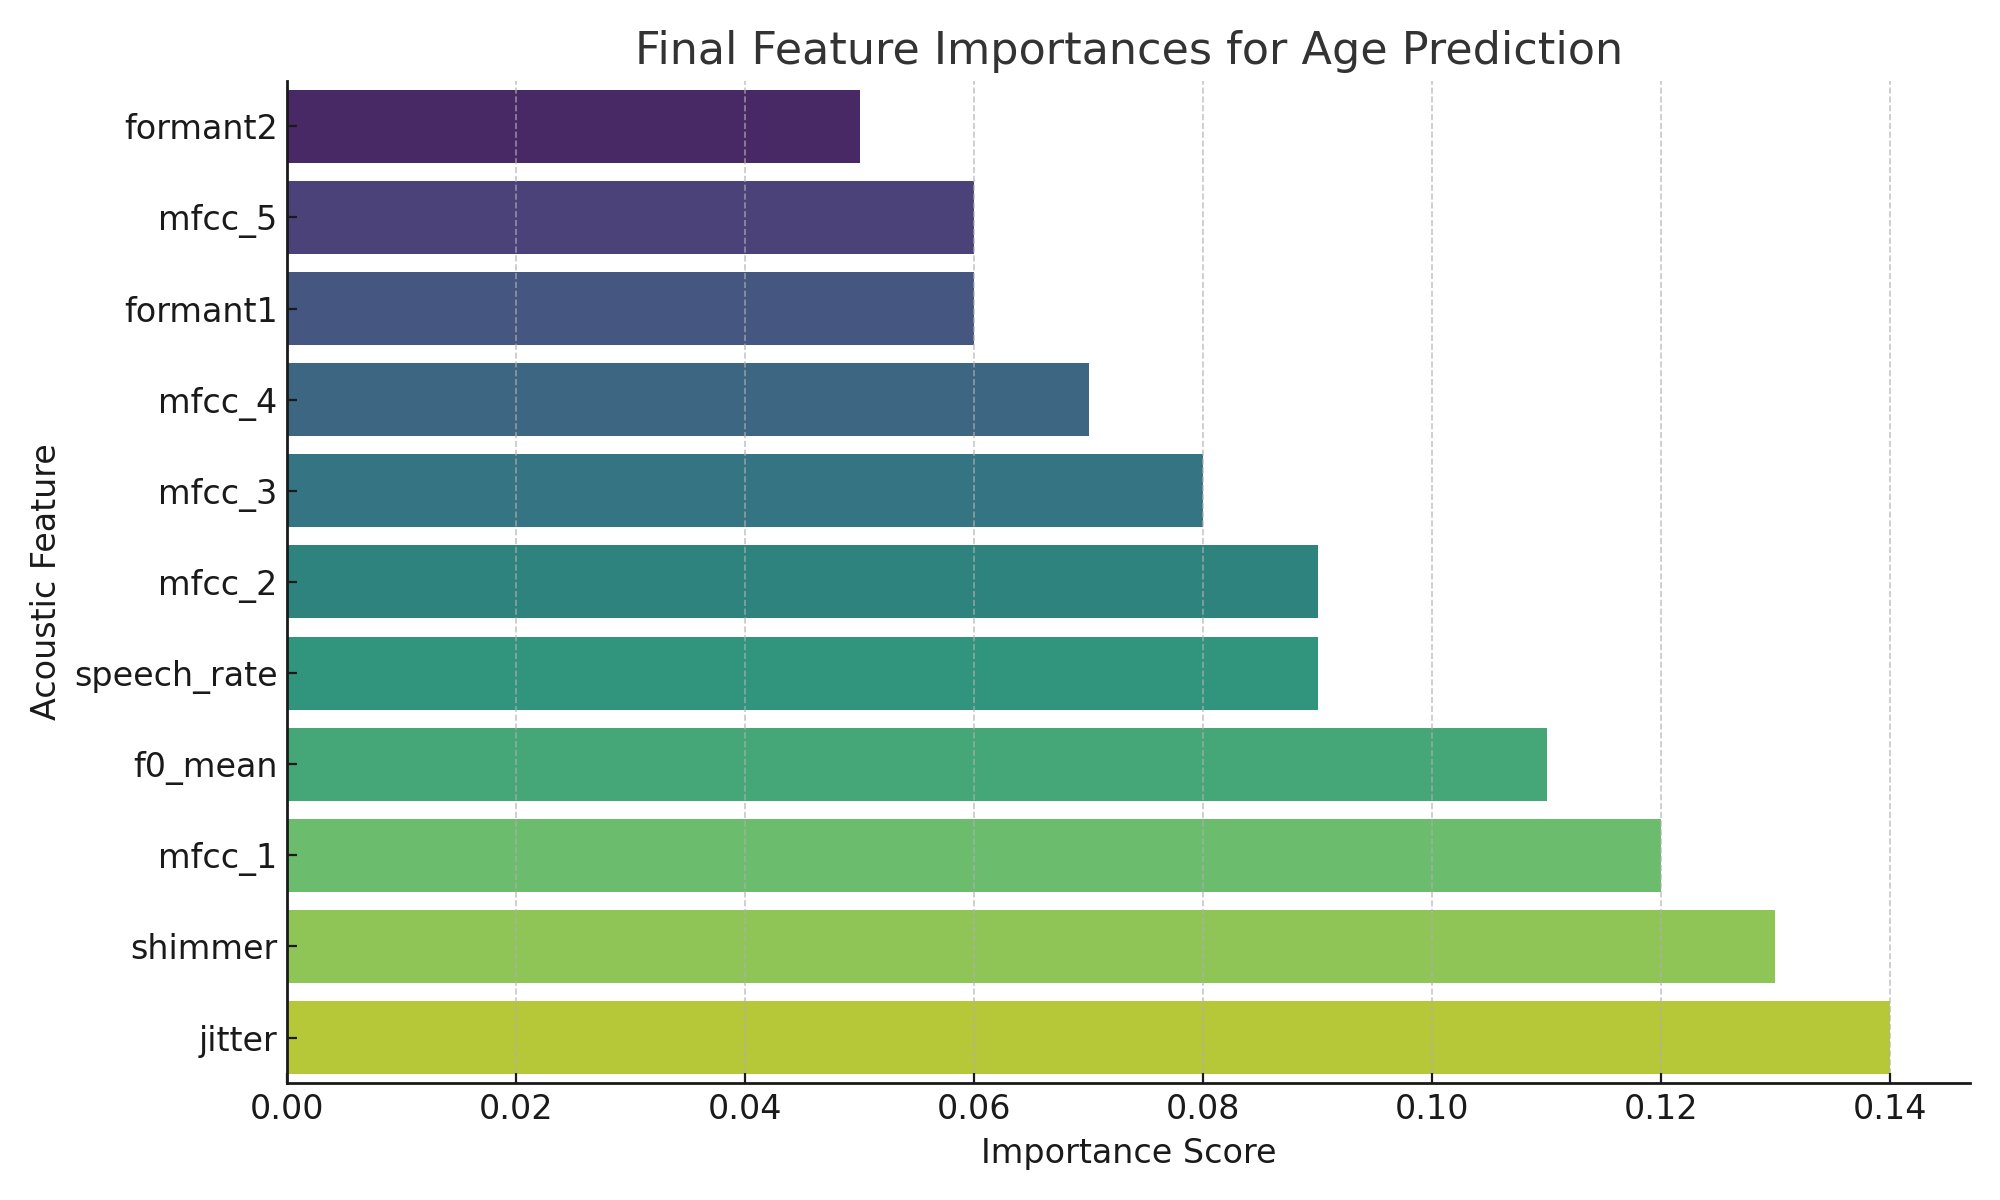 Final Feature Importances for Age Prediction
Acoustic Feature
formant2
mfcc_5
formant1
mfcc_4
mfcc_3
mfcc_2
speech_rate
f0_mean
mfcc_1
shimmer
jitter
0.00 0.02 0.04 0.06 0.08 0.10 0.12 0.14
Importance Score